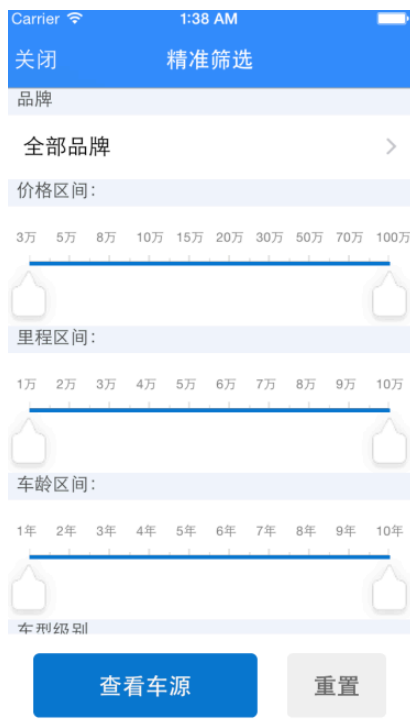 Carrier 1:38 AM
关闭 精准筛选
品牌
全部品牌
价格区间：
3万 5万 8万 10万 15万 20万 30万 50万 70万 100万
里程区间：
1万 2万 3万 4万 5万 6万 7万 8万 9万 10万
车龄区间：
1年 2年 3年 4年 5年 6年 7年 8年 9年 10年
车型级别
查看车源 重置